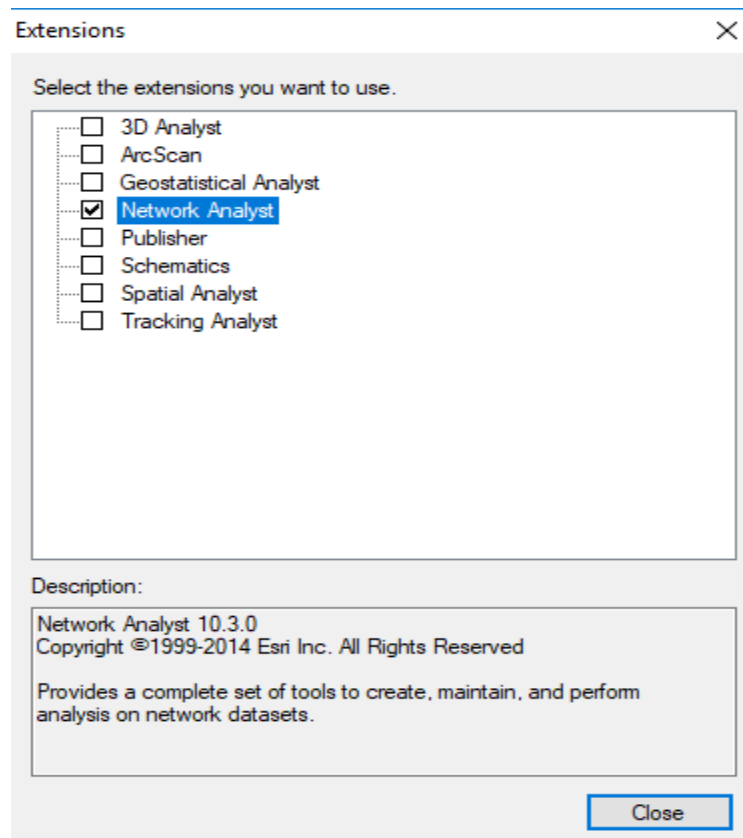 Extensions
Select the extensions you want to use.
3D Analyst
ArcScan
Geostatistical Analyst
Network Analyst
Publisher
Schematics
Spatial Analyst
Tracking Analyst
Description:
Network Analyst 10.3.0
Copyright ©1999-2014 Esri Inc. All Rights Reserved
Provides a complete set of tools to create, maintain, and perform
analysis on network datasets.
Close